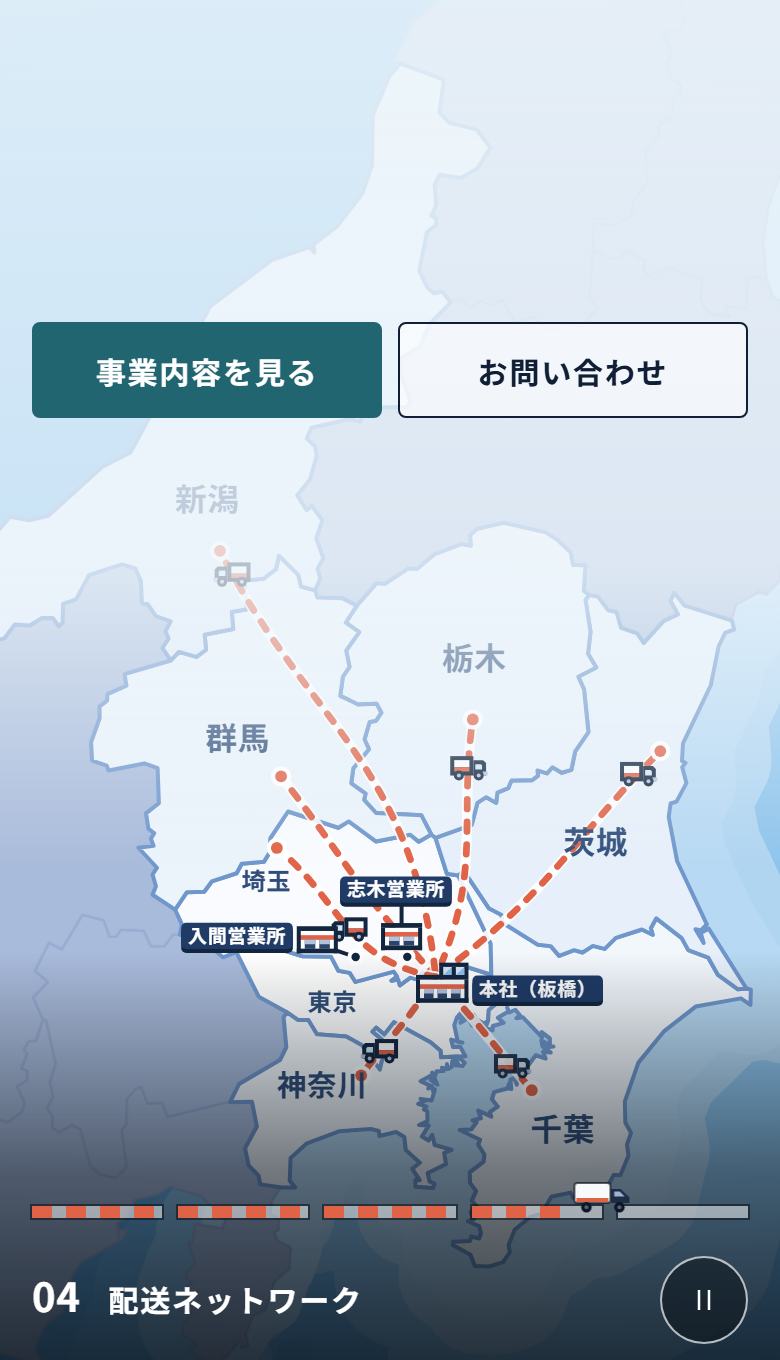 事業内容を見る
お問い合わせ
新潟
栃木
群馬
茨城
埼玉
志木営業所
入間営業所
本社（板橋）
東京
神奈川
千葉
04 配送ネットワーク